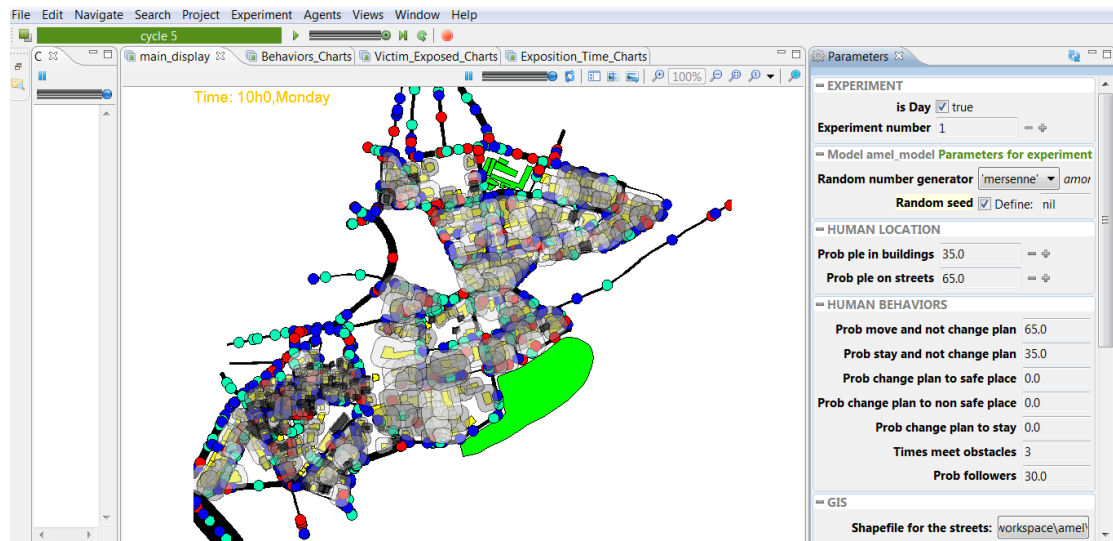 File Edit Navigate Search Project Experiment Agents Views Window Help
cycle 5
C
main_display Behaviors_Charts Victim_Exposed_Charts Exposition_Time_Charts
100%
Time: 10h0,Monday
Parameters
EXPERIMENT
is Day true
Experiment number 1
Model amel_model Parameters for experiment
Random number generator 'mersenne' amor
Random seed Define: nil
HUMAN LOCATION
Prob ple in buildings 35.0
Prob ple on streets 65.0
HUMAN BEHAVIORS
Prob move and not change plan 65.0
Prob stay and not change plan 35.0
Prob change plan to safe place 0.0
Prob change plan to non safe place 0.0
Prob change plan to stay 0.0
Times meet obstacles 3
Prob followers 30.0
GIS
Shapefile for the streets: workspace\amel\